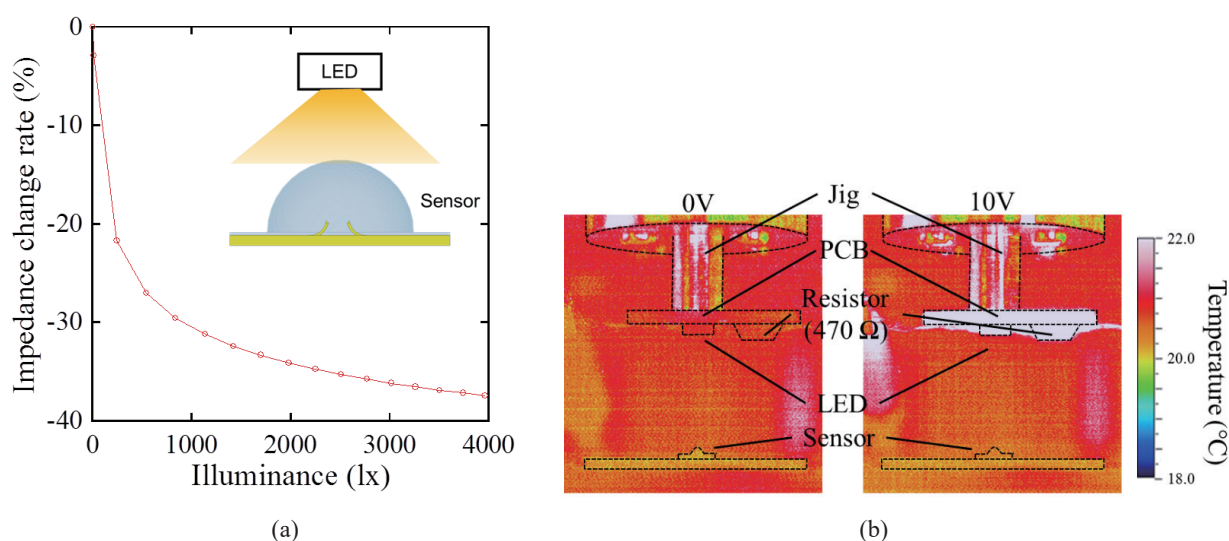 0
-10
-20
-30
-40
Impedance change rate (%)
0
1000
2000
3000
4000
Illuminance (lx)
LED
Sensor
(a)
0V
Jig
10V
PCB
Resistor
(470 Ω)
LED
Sensor
22.0
20.0
18.0
Temperature (°C)
(b)